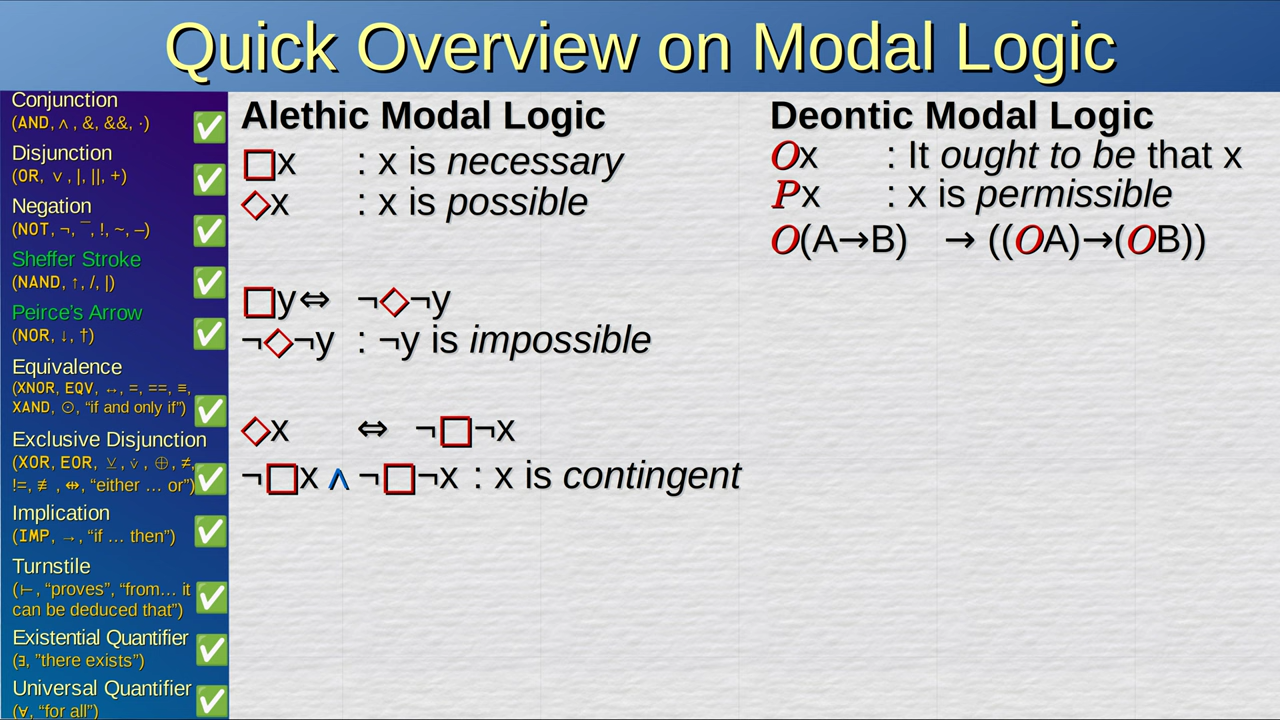 Quick Overview on Modal Logic
Conjunction
(AND, ∧, &, &&, ·)
Disjunction
(OR, ∨, |, ||, +)
Negation
(NOT, ¬, ¯, !, ~, –)
Sheffer Stroke
(NAND, ↑, /, |)
Peirce’s Arrow
(NOR, ↓, †)
Equivalence
(XNOR, EQV, ↔, =, ==, ≡,
XAND, ⊙, “if and only if”)
Exclusive Disjunction
(XOR, EOR, ⊻, v̇, ⊕, ≠,
!=, ≢, ⇹, “either … or”)
Implication
(IMP, →, “if … then”)
Turnstile
(⊢, “proves”, “from… it
can be deduced that”)
Existential Quantifier
(∃, ”there exists”)
Universal Quantifier
(∀, “for all”)
Alethic Modal Logic
□x : x is necessary
◇x : x is possible
□y⇔ ¬◇¬y
¬◇¬y : ¬y is impossible
◇x ⇔ ¬□¬x
¬□x ∧ ¬□¬x : x is contingent
Deontic Modal Logic
Ox : It ought to be that x
Px : x is permissible
O(A→B) → ((OA)→(OB))